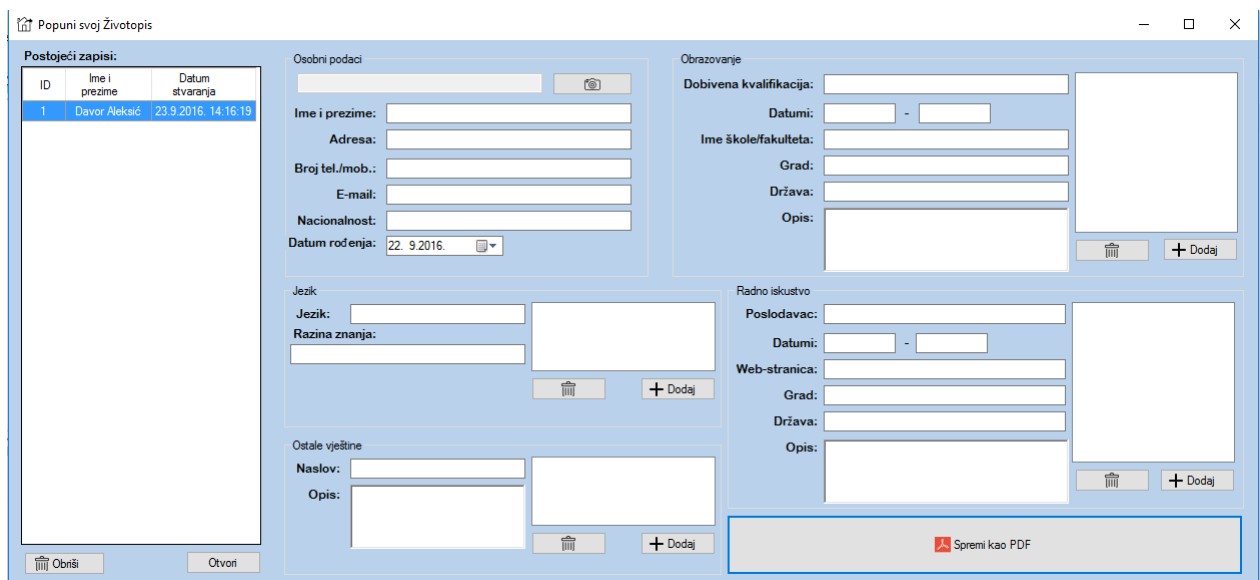 Popuni svoj Životopis
Postojeći zapisi:
ID
Ime i
prezime
Datum
stvaranja
1 Davor Aleksić 23.9.2016. 14:16:19
Obriši
Otvori
Osobni podaci
Ime i prezime:
Adresa:
Broj tel./mob.:
E-mail:
Nacionalnost:
Datum rođenja: 22. 9.2016.
Jezik
Jezik:
Razina znanja:
Dodaj
Ostale vještine
Naslov:
Opis:
Dodaj
Obrazovanje
Dobivena kvalifikacija:
Datumi: -
Ime škole/fakulteta:
Grad:
Država:
Opis:
Dodaj
Radno iskustvo
Poslodavac:
Datumi: -
Web-stranica:
Grad:
Država:
Opis:
Dodaj
Spremi kao PDF